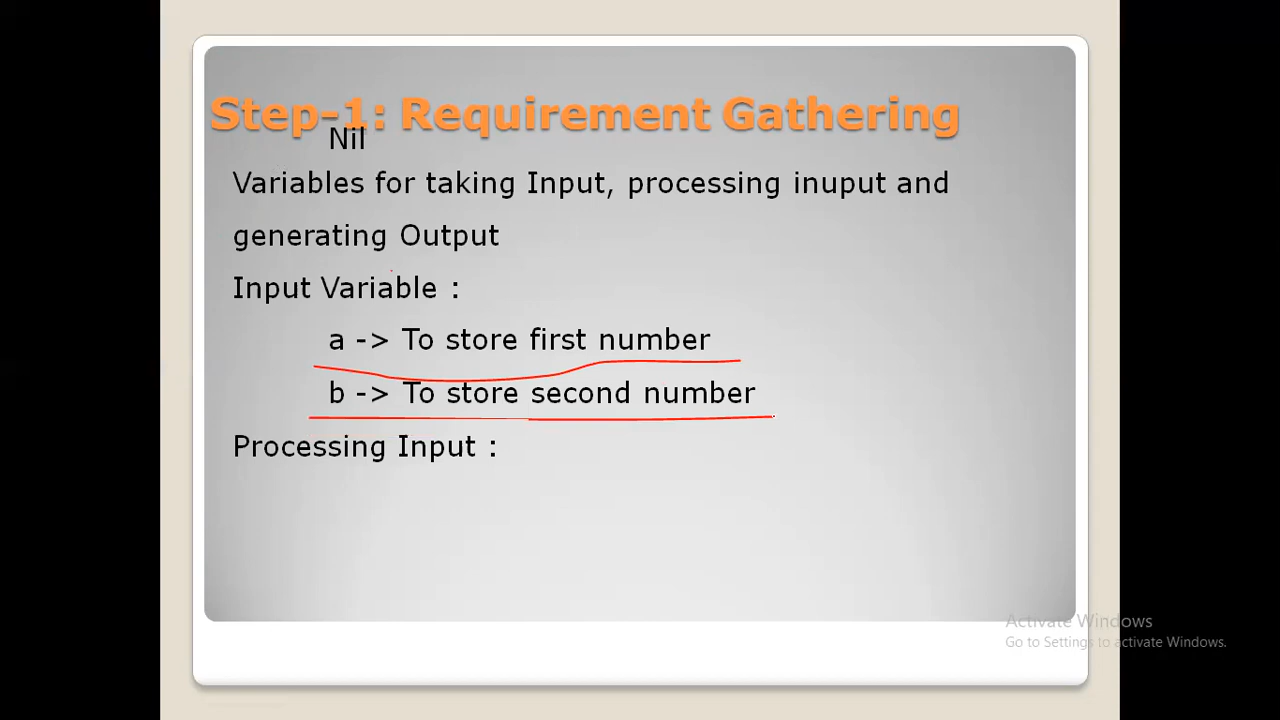 Step-1: Requirement Gathering
Nil
Variables for taking Input, processing inuput and
generating Output
Input Variable :
a -> To store first number
b -> To store second number
Processing Input :
Activate Windows
Go to Settings to activate Windows.